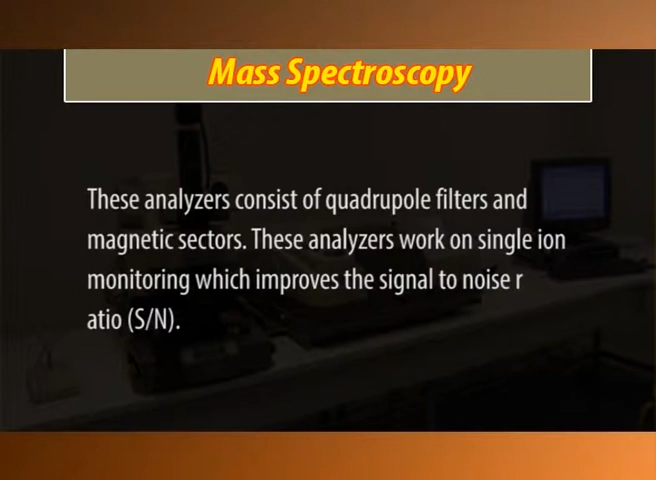 Mass Spectroscopy
These analyzers consist of quadrupole filters and
magnetic sectors. These analyzers work on single ion
monitoring which improves the signal to noise r
atio (S/N).